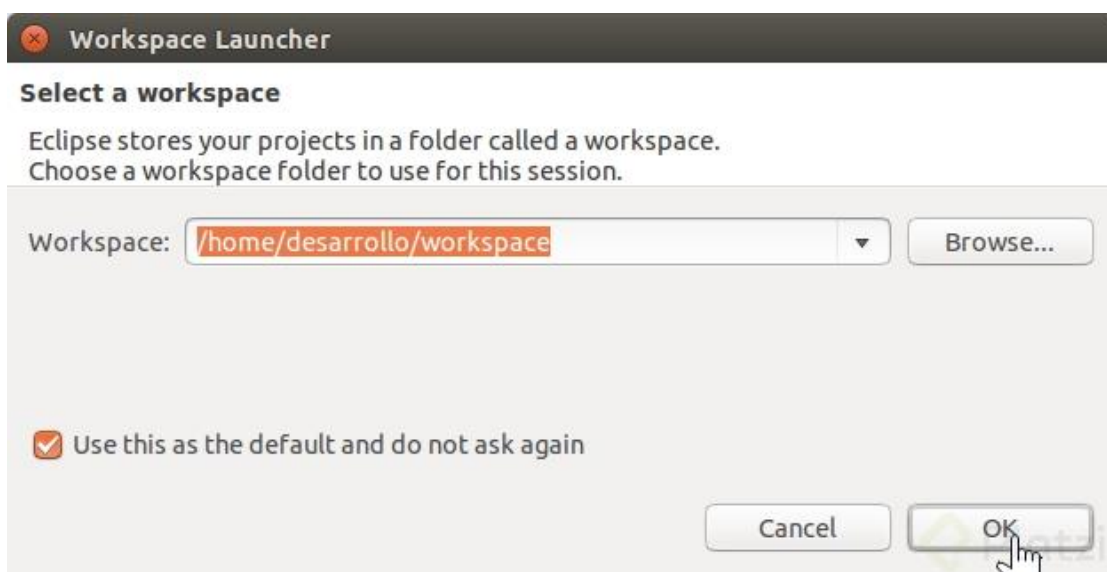 Workspace Launcher
Select a workspace
Eclipse stores your projects in a folder called a workspace.
Choose a workspace folder to use for this session.
Workspace: /home/desarrollo/workspace Browse...
Use this as the default and do not ask again
Cancel OK